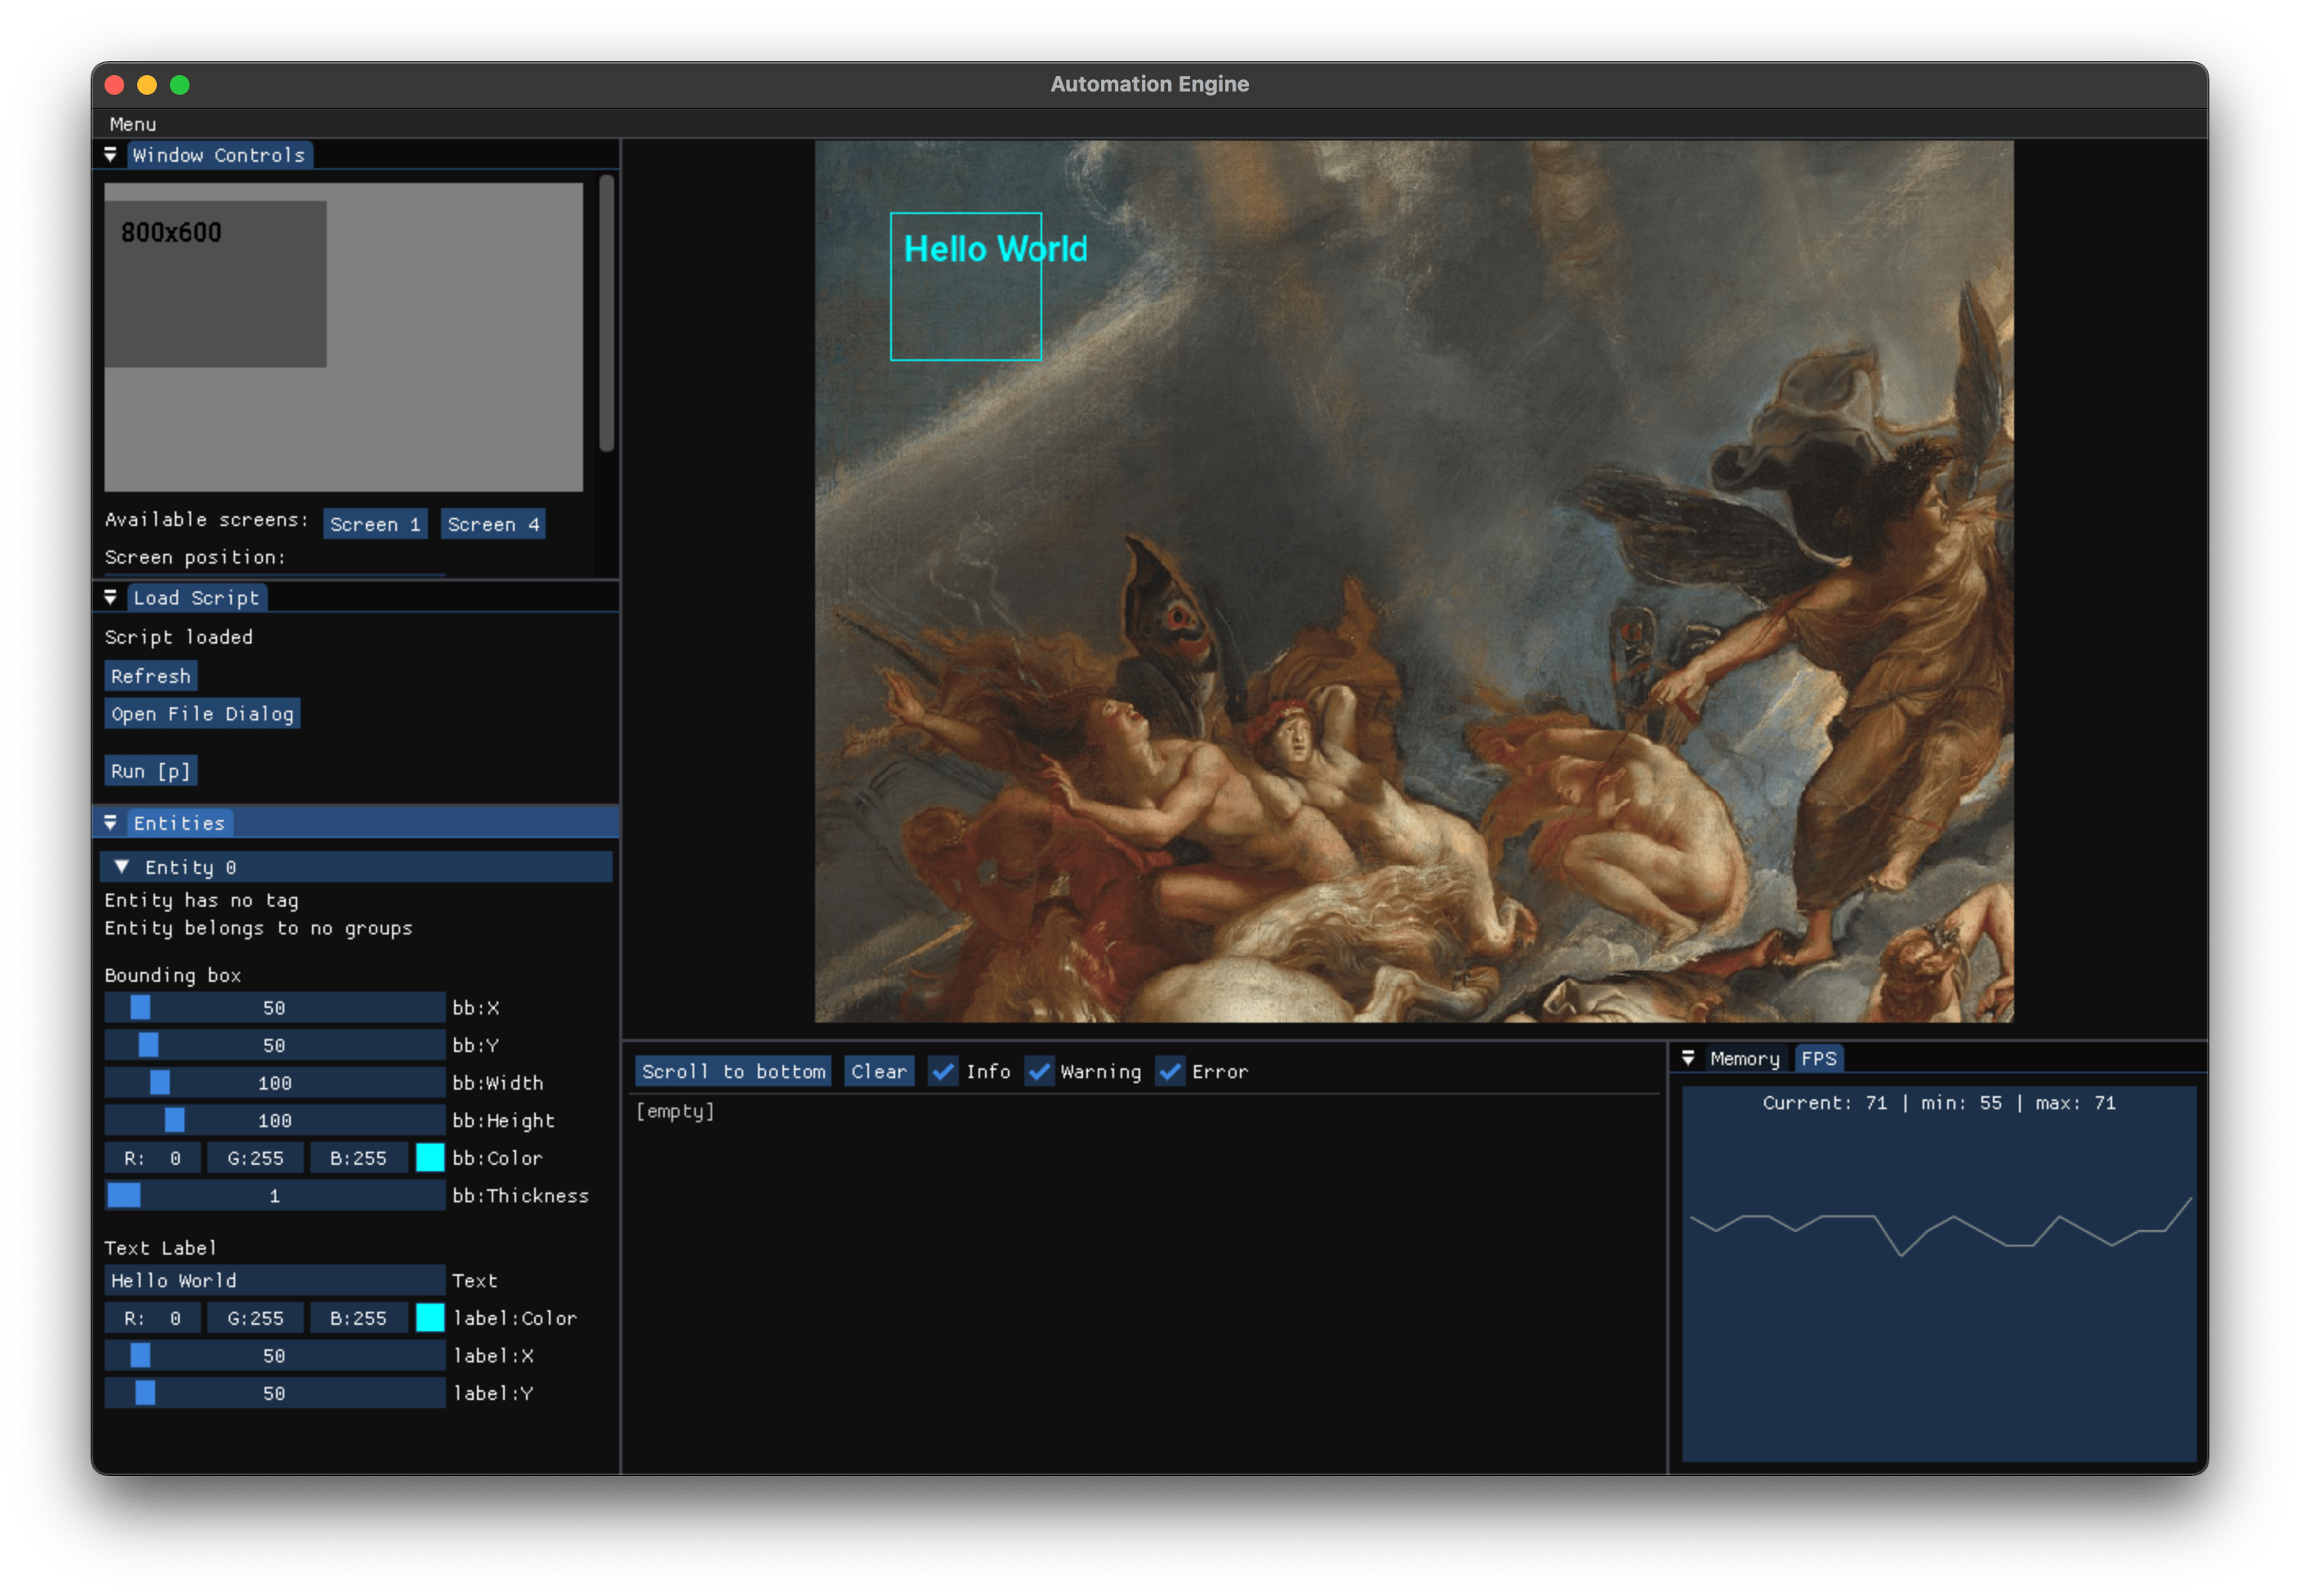 Automation Engine
Menu
Window Controls
800x600
Available screens: Screen 1 Screen 4
Screen position:
Load Script
Script loaded
Refresh
Open File Dialog
Run [p]
Entities
Entity 0
Entity has no tag
Entity belongs to no groups
Bounding box
50 bb:X
50 bb:Y
100 bb:Width
100 bb:Height
R: 0 G:255 B:255 bb:Color
1 bb:Thickness
Text Label
Hello World Text
R: 0 G:255 B:255 label:Color
50 label:X
50 label:Y
Hello World
Scroll to bottom Clear Info Warning Error
[empty]
Memory FPS
Current: 71 | min: 55 | max: 71